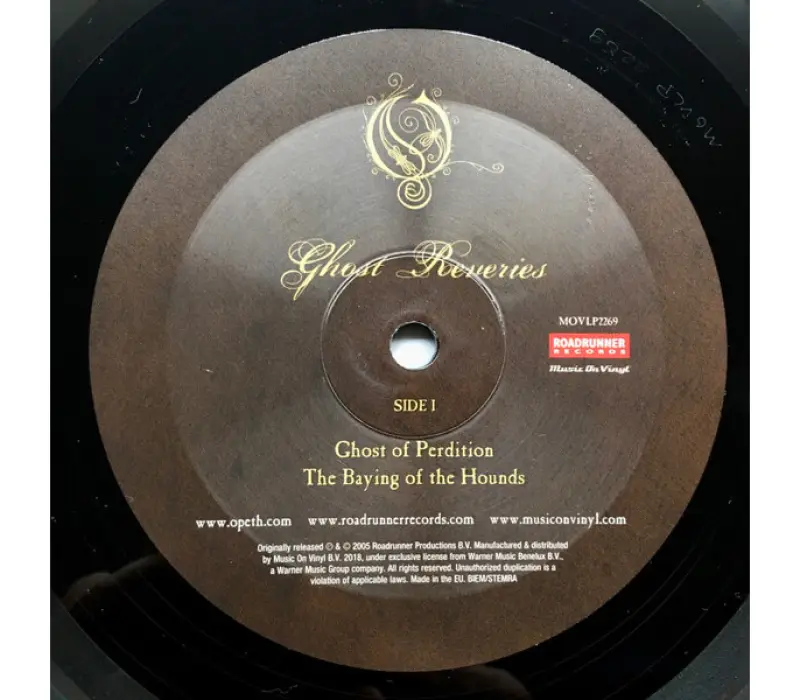 Ghost Reveries
MOVLP2269
ROADRUNNER
RECORDS
Music On Vinyl
SIDE 1
Ghost of Perdition
The Baying of the Hounds
www.opeth.com www.roadrunnerrecords.com www.musiconvinyl.com
Originally released ℗ & © 2005 Roadrunner Productions B.V. Manufactured & distributed
by Music On Vinyl B.V. 2018, under exclusive license from Warner Music Benelux B.V.,
a Warner Music Group company. All rights reserved. Unauthorized duplication is a
violation of applicable laws. Made in the EU. BIEM/STEMRA